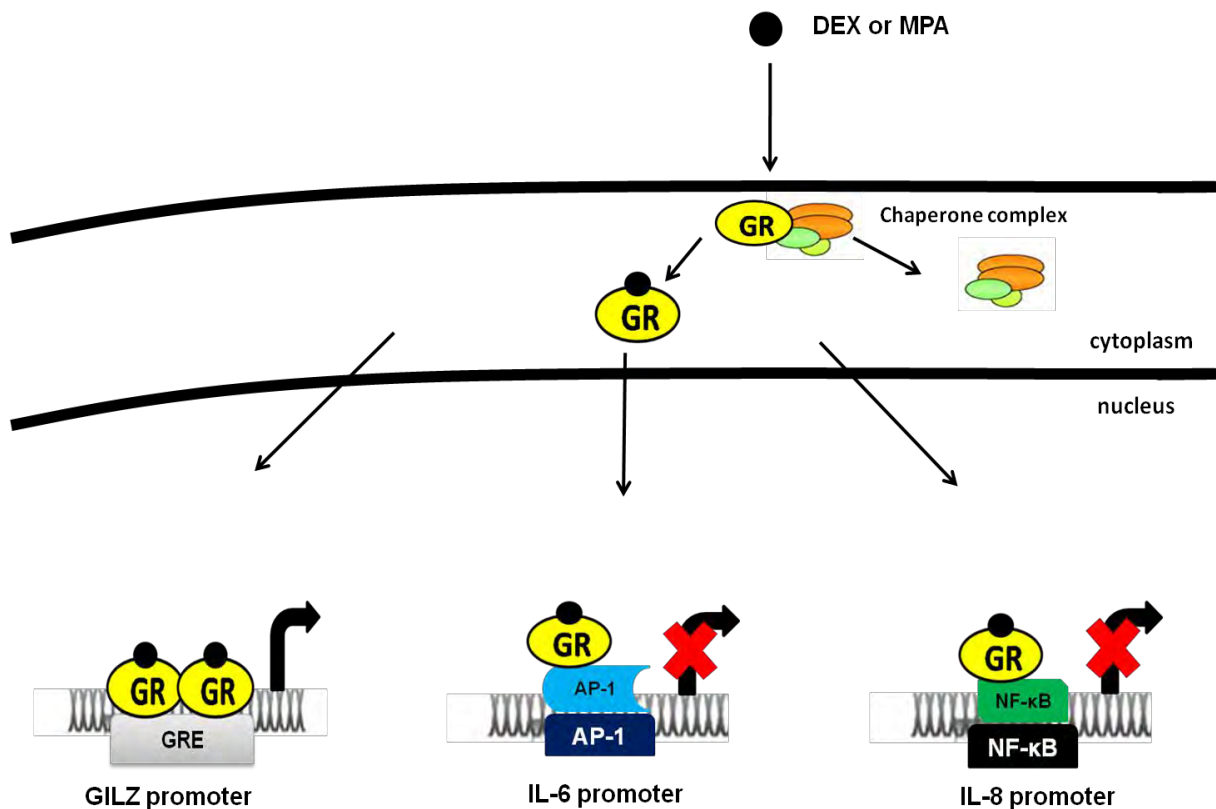 DEX or MPA
GR
Chaperone complex
GR
cytoplasm
nucleus
GR
GR
GRE
GILZ promoter
GR
AP-1
AP-1
IL-6 promoter
GR
NF-κB
NF-κB
IL-8 promoter